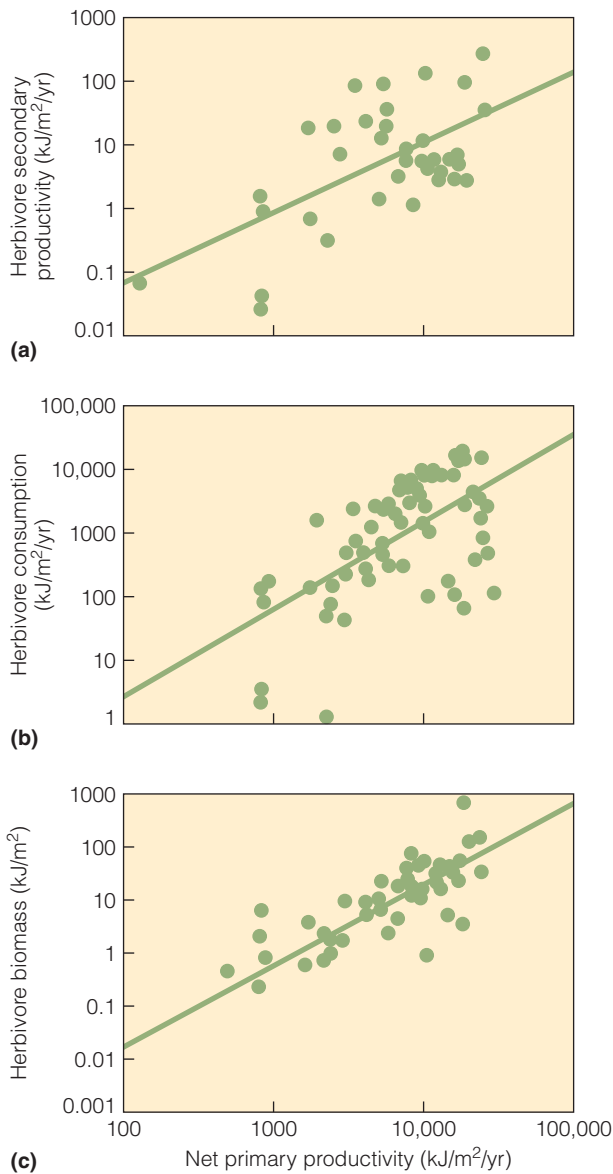 1000
100
10
1
0.1
0.01
Herbivore secondary
productivity (kJ/m²/yr)
(a)
100,000
10,000
1000
100
10
1
Herbivore consumption
(kJ/m²/yr)
(b)
1000
100
10
1
0.1
0.01
0.001
Herbivore biomass (kJ/m²)
100
1000
10,000
100,000
Net primary productivity (kJ/m²/yr)
(c)